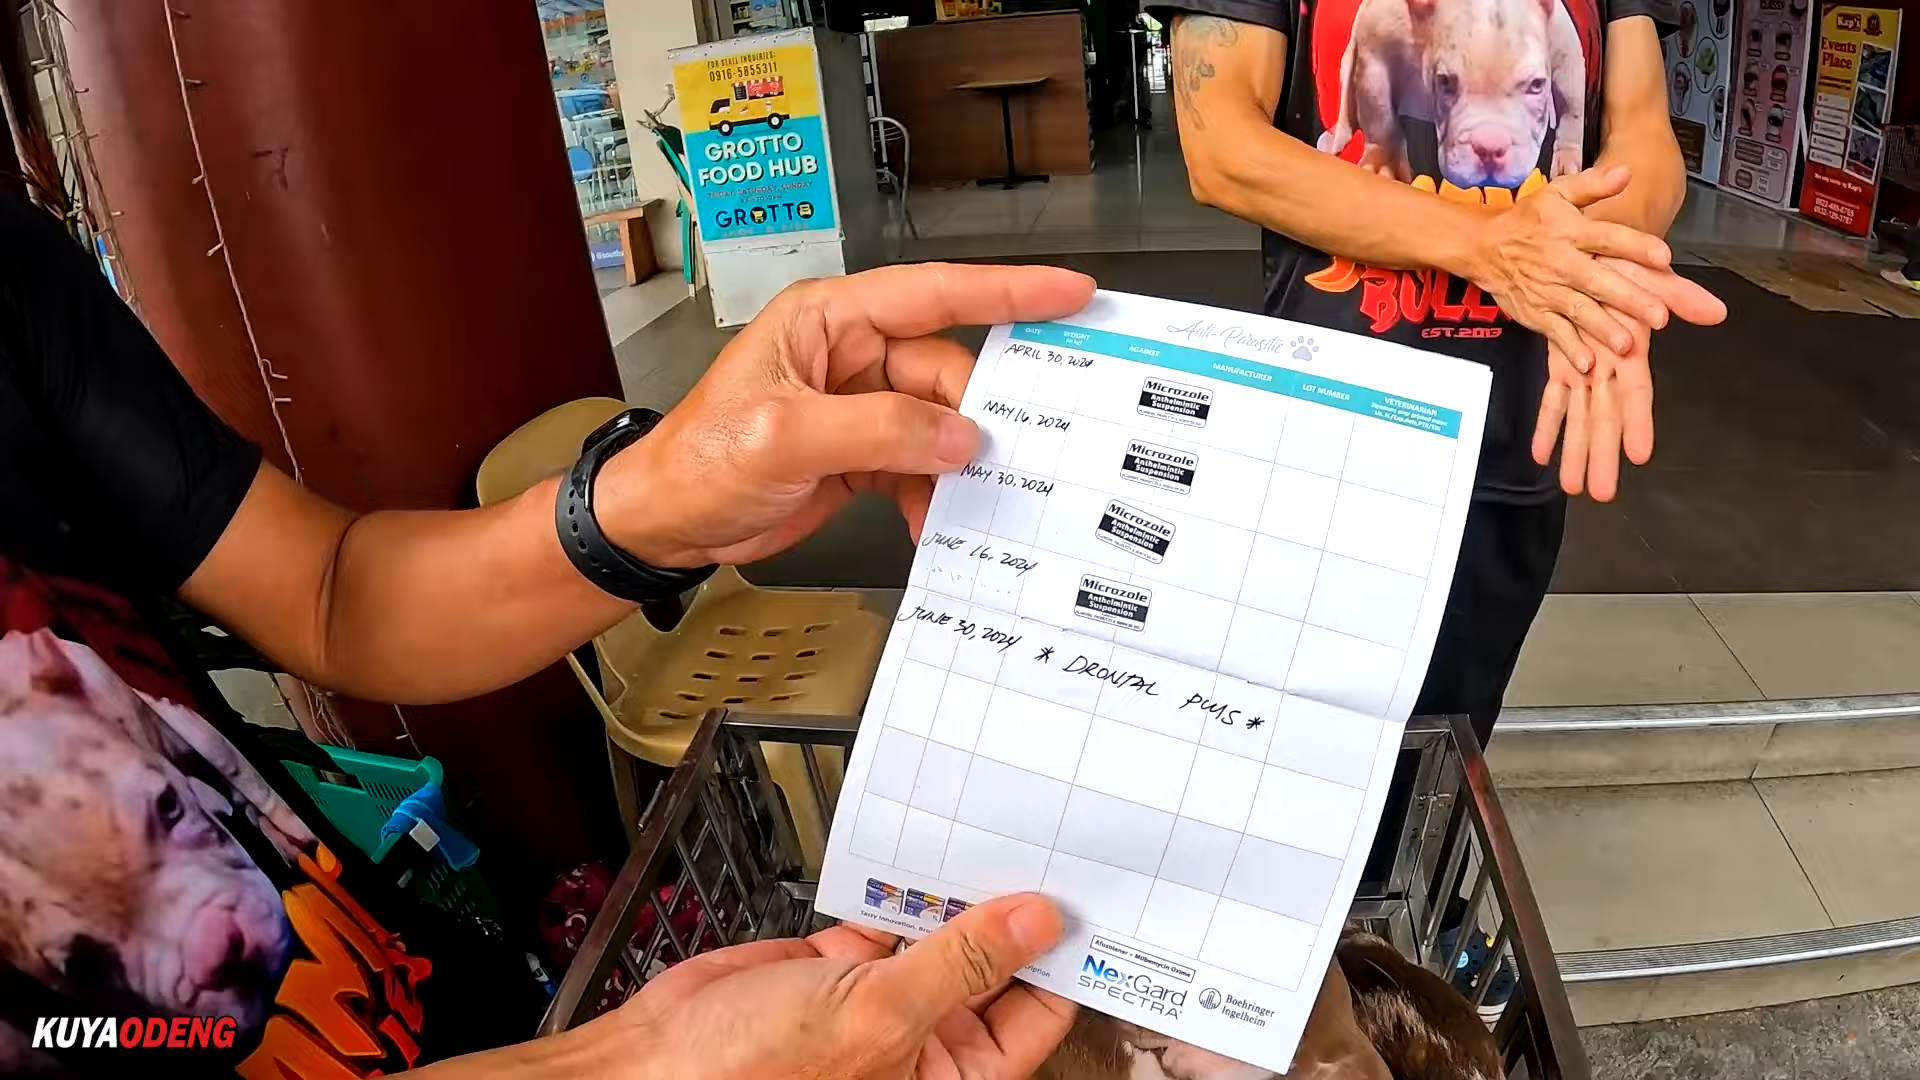 FOR STALL INQUIRIES:
0916-5855311
GROTTO
FOOD HUB
GROTTO
Kap's
Events
Place
BULL
EST.2013
Anti-Parasitic
DATE WEIGHT AGAINST MANUFACTURER LOT NUMBER VETERINARIAN
APRIL 30, 2024
Microzole
Anthelmintic
Suspension
MAY 16, 2024
Microzole
Anthelmintic
Suspension
MAY 30, 2024
Microzole
Anthelmintic
Suspension
JUNE 16, 2024
Microzole
Anthelmintic
Suspension
JUNE 30, 2024 * DRONTAL PLUS *
Tasty Innovation,
Afoxolaner + Milbemycin Oxime
NexGard
SPECTRA
Boehringer
Ingelheim
KUYAODENG